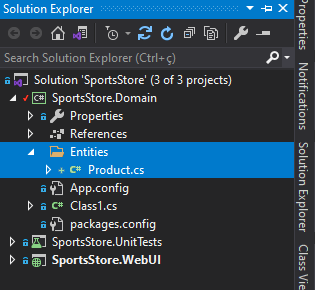 Solution Explorer
Search Solution Explorer (Ctrl+ç)
Solution 'SportsStore' (3 of 3 projects)
SportsStore.Domain
Properties
References
Entities
Product.cs
App.config
Class1.cs
packages.config
SportsStore.UnitTests
SportsStore.WebUI
Properties
Notifications
Solution Explorer
Class View